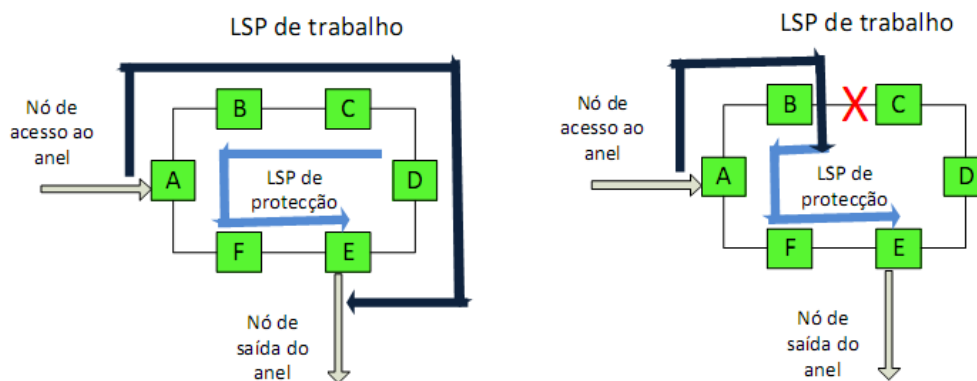 LSP de trabalho
Nó de
acesso ao
anel
B
C
A
LSP de
protecção
D
F
E
Nó de
saída do
anel
LSP de trabalho
Nó de
acesso ao
anel
B
X
C
A
LSP de
protecção
D
F
E
Nó de
saída do
anel